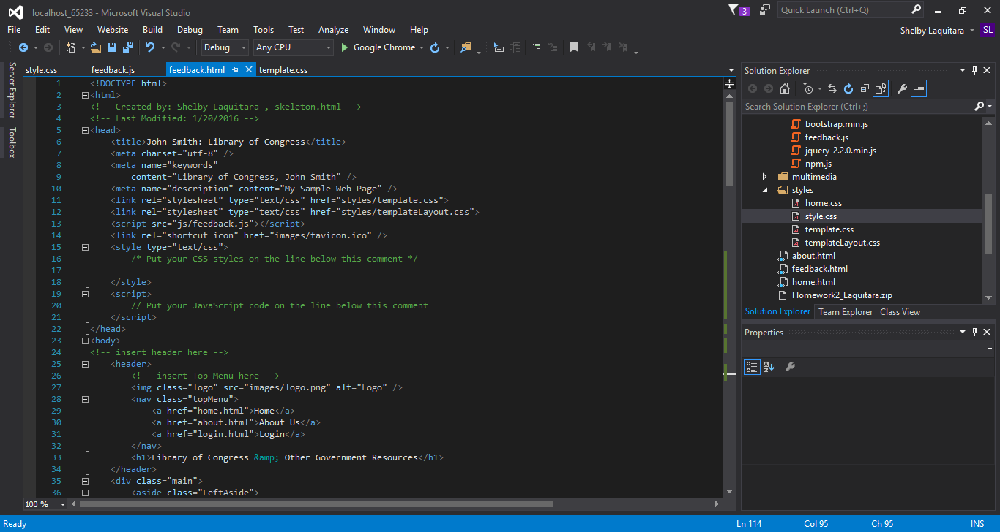 localhost_65233 - Microsoft Visual Studio
3
Quick Launch (Ctrl+Q)
File Edit View Website Build Debug Team Tools Test Analyze Window Help
Shelby Laquitara SL
Debug Any CPU Google Chrome
Server Explorer
Toolbox
style.css feedback.js feedback.html template.css
1 <!DOCTYPE html>
2 <html>
3 <!-- Created by: Shelby Laquitara , skeleton.html -->
4 <!-- Last Modified: 1/20/2016 -->
5 <head>
6 <title>John Smith: Library of Congress</title>
7 <meta charset="utf-8" />
8 <meta name="keywords"
9 content="Library of Congress, John Smith" />
10 <meta name="description" content="My Sample Web Page" />
11 <link rel="stylesheet" type="text/css" href="styles/template.css">
12 <link rel="stylesheet" type="text/css" href="styles/templateLayout.css">
13 <script src="js/feedback.js"></script>
14 <link rel="shortcut icon" href="images/favicon.ico" />
15 <style type="text/css">
16 /* Put your CSS styles on the line below this comment */
17
18 </style>
19 <script>
20 // Put your JavaScript code on the line below this comment
21 </script>
22 </head>
23 <body>
24 <!-- insert header here -->
25 <header>
26 <!-- insert Top Menu here -->
27 <img class="logo" src="images/logo.png" alt="Logo" />
28 <nav class="topMenu">
29 <a href="home.html">Home</a>
30 <a href="about.html">About Us</a>
31 <a href="login.html">Login</a>
32 </nav>
33 <h1>Library of Congress &amp; Other Government Resources</h1>
34 </header>
35 <div class="main">
36 <aside class="LeftAside">
100 %
Solution Explorer
Search Solution Explorer (Ctrl+;)
bootstrap.min.js
feedback.js
jquery-2.2.0.min.js
npm.js
multimedia
styles
home.css
style.css
template.css
templateLayout.css
about.html
feedback.html
home.html
Homework2_Laquitara.zip
Solution Explorer Team Explorer Class View
Properties
Ready Ln 114 Col 95 Ch 95 INS